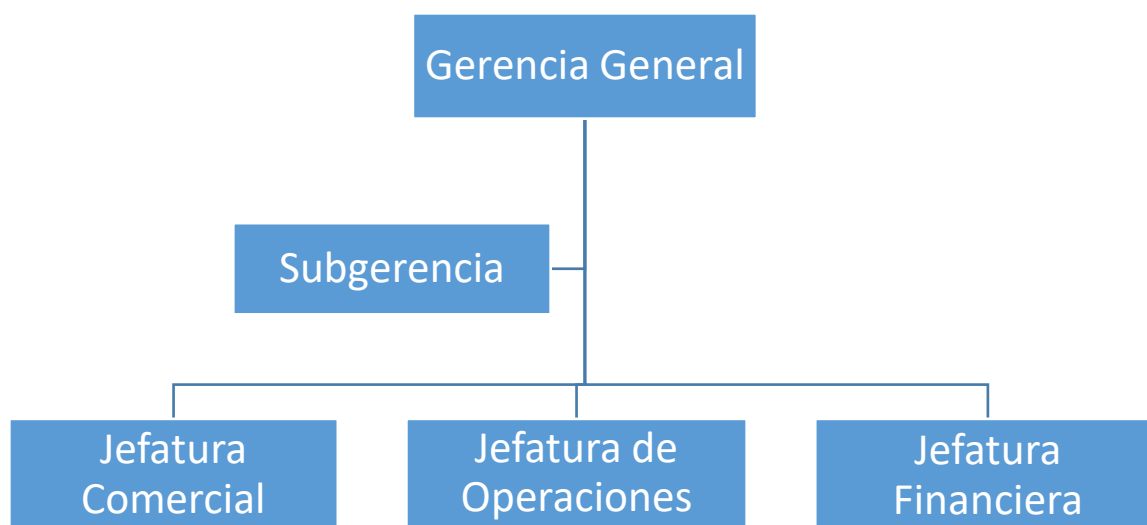 Gerencia General
Subgerencia
Jefatura
Comercial
Jefatura de
Operaciones
Jefatura
Financiera